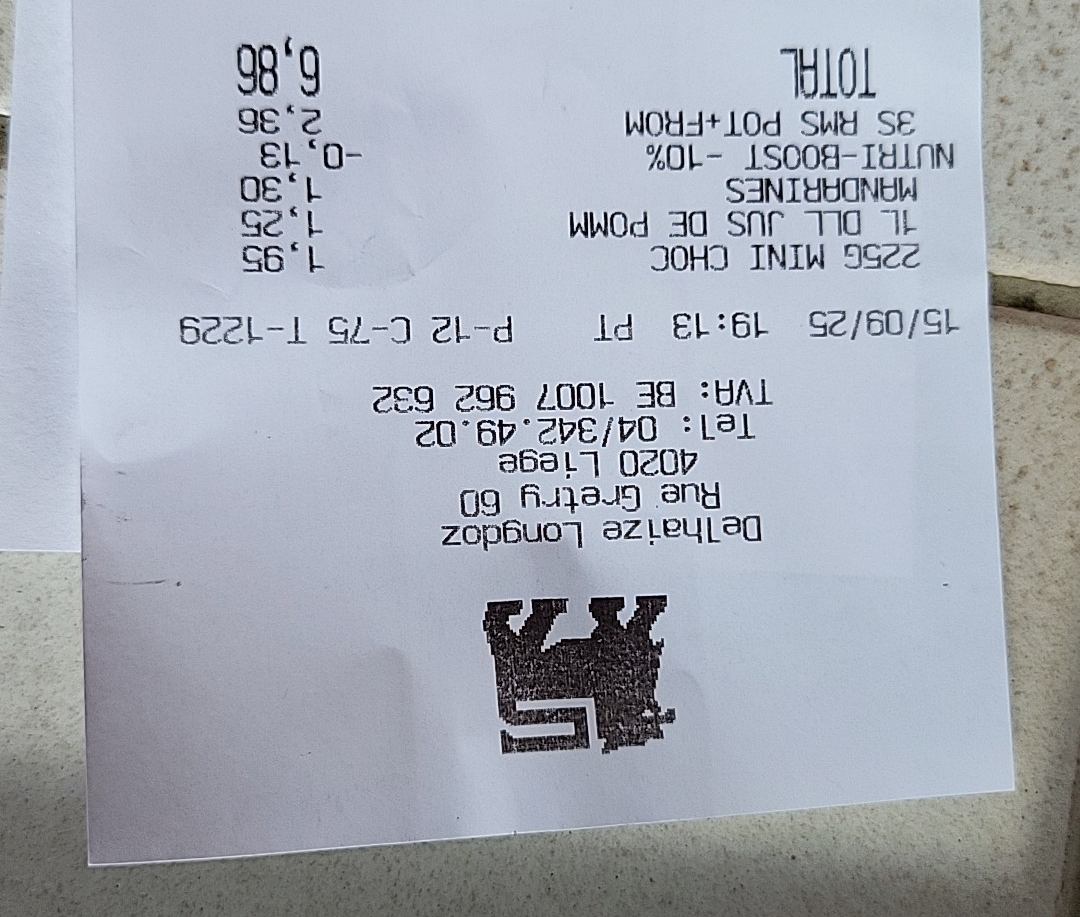 Delhaize Longdoz
Rue Gretry 60
4020 Liege
Tel: 04/342.49.02
TVA: BE 1007 962 632
15/09/25 19:13 PT P-12 C-75 T-1229
225G MINI CHOC 1,95
1L DLL JUS DE POMM 1,25
MANDARINES 1,30
NUTRI-BOOST -10% -0,13
3S RMS POT+FROM 2,36
TOTAL 6,86